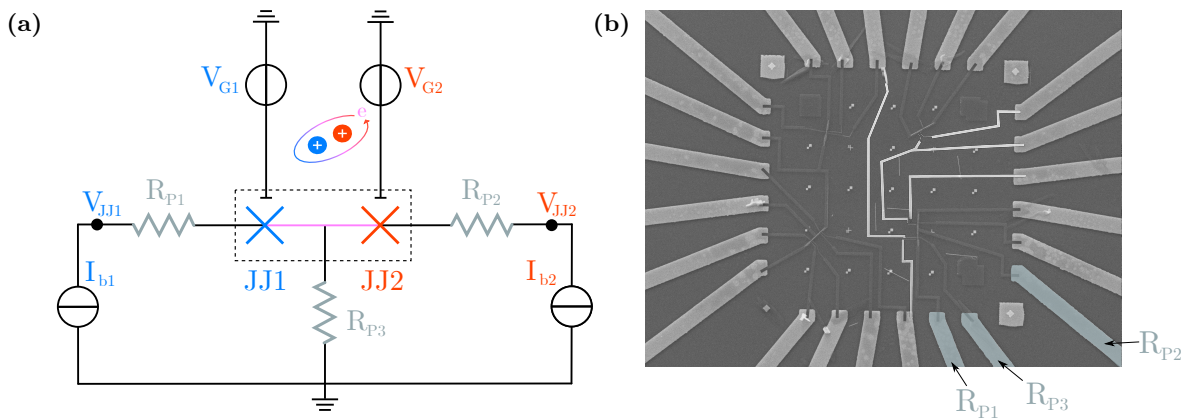 (a)
V_G1
V_G2
e
+
+
V_JJ1
R_P1
R_P2
V_JJ2
I_b1
JJ1
JJ2
I_b2
R_P3
(b)
R_P2
R_P1
R_P3